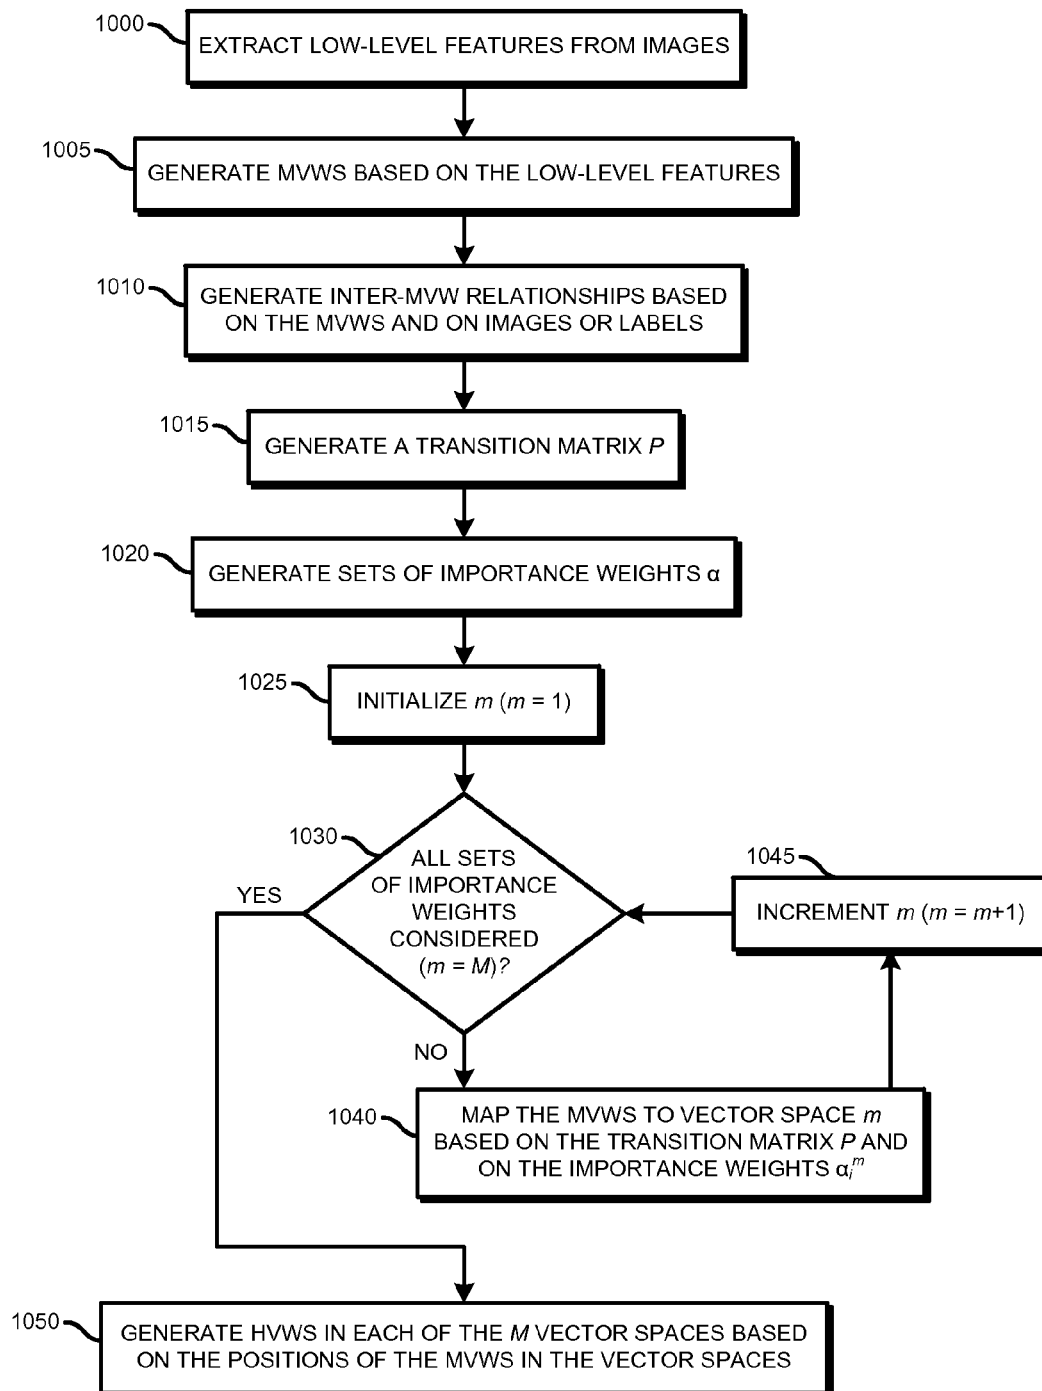 1000
EXTRACT LOW-LEVEL FEATURES FROM IMAGES
1005
GENERATE MVWS BASED ON THE LOW-LEVEL FEATURES
1010
GENERATE INTER-MVW RELATIONSHIPS BASED
ON THE MVWS AND ON IMAGES OR LABELS
1015
GENERATE A TRANSITION MATRIX P
1020
GENERATE SETS OF IMPORTANCE WEIGHTS α
1025
INITIALIZE m (m = 1)
1030
ALL SETS
OF IMPORTANCE
WEIGHTS
CONSIDERED
(m = M)?
YES
NO
1045
INCREMENT m (m = m+1)
1040
MAP THE MVWS TO VECTOR SPACE m
BASED ON THE TRANSITION MATRIX P AND
ON THE IMPORTANCE WEIGHTS αᵢᵐ
1050
GENERATE HVWS IN EACH OF THE M VECTOR SPACES BASED
ON THE POSITIONS OF THE MVWS IN THE VECTOR SPACES